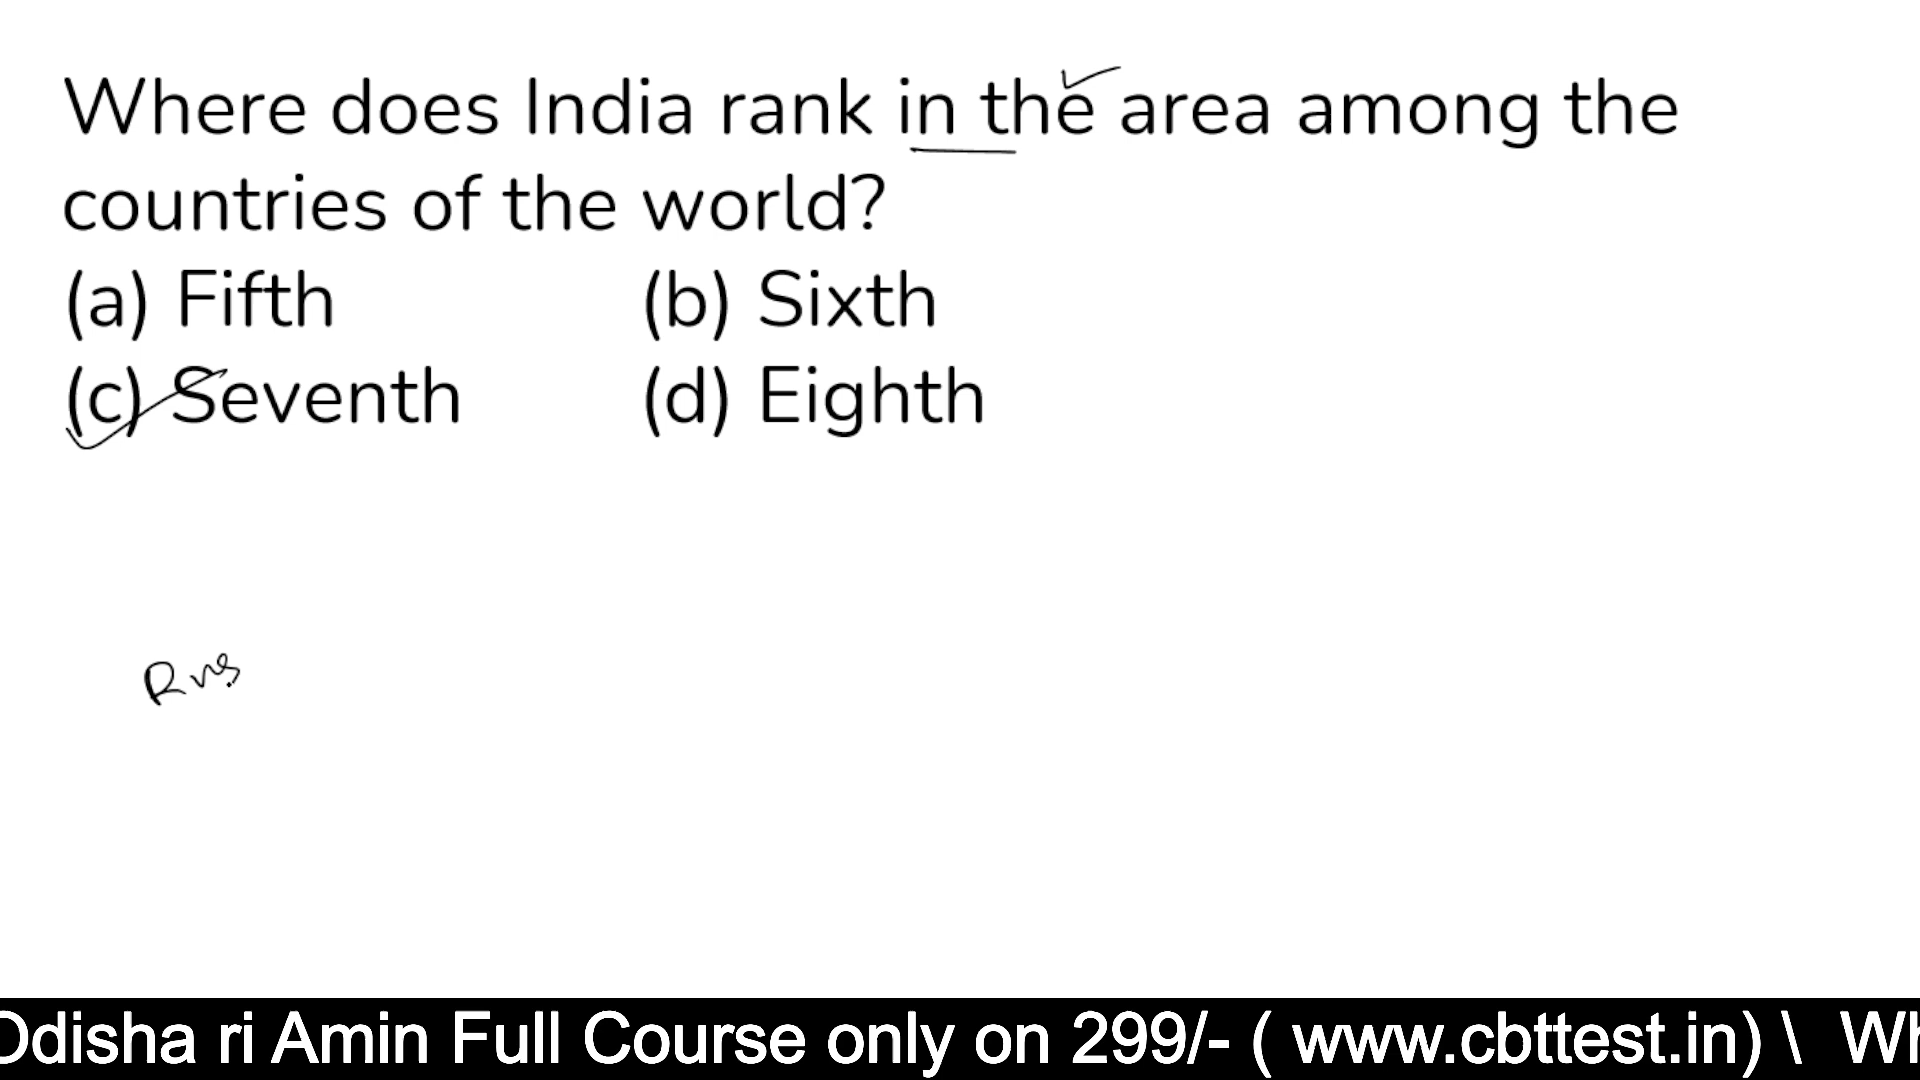 Where does India rank in the area among the
countries of the world?
(a) Fifth (b) Sixth
(c) Seventh (d) Eighth
Odisha ri Amin Full Course only on 299/- ( www.cbttest.in) \ Wh